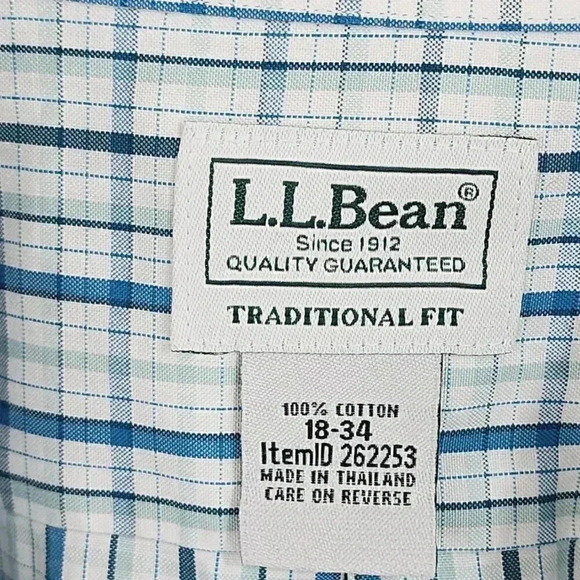 L.L.Bean®
Since 1912
QUALITY GUARANTEED
TRADITIONAL FIT
100% COTTON
18-34
ItemID 262253
MADE IN THAILAND
CARE ON REVERSE